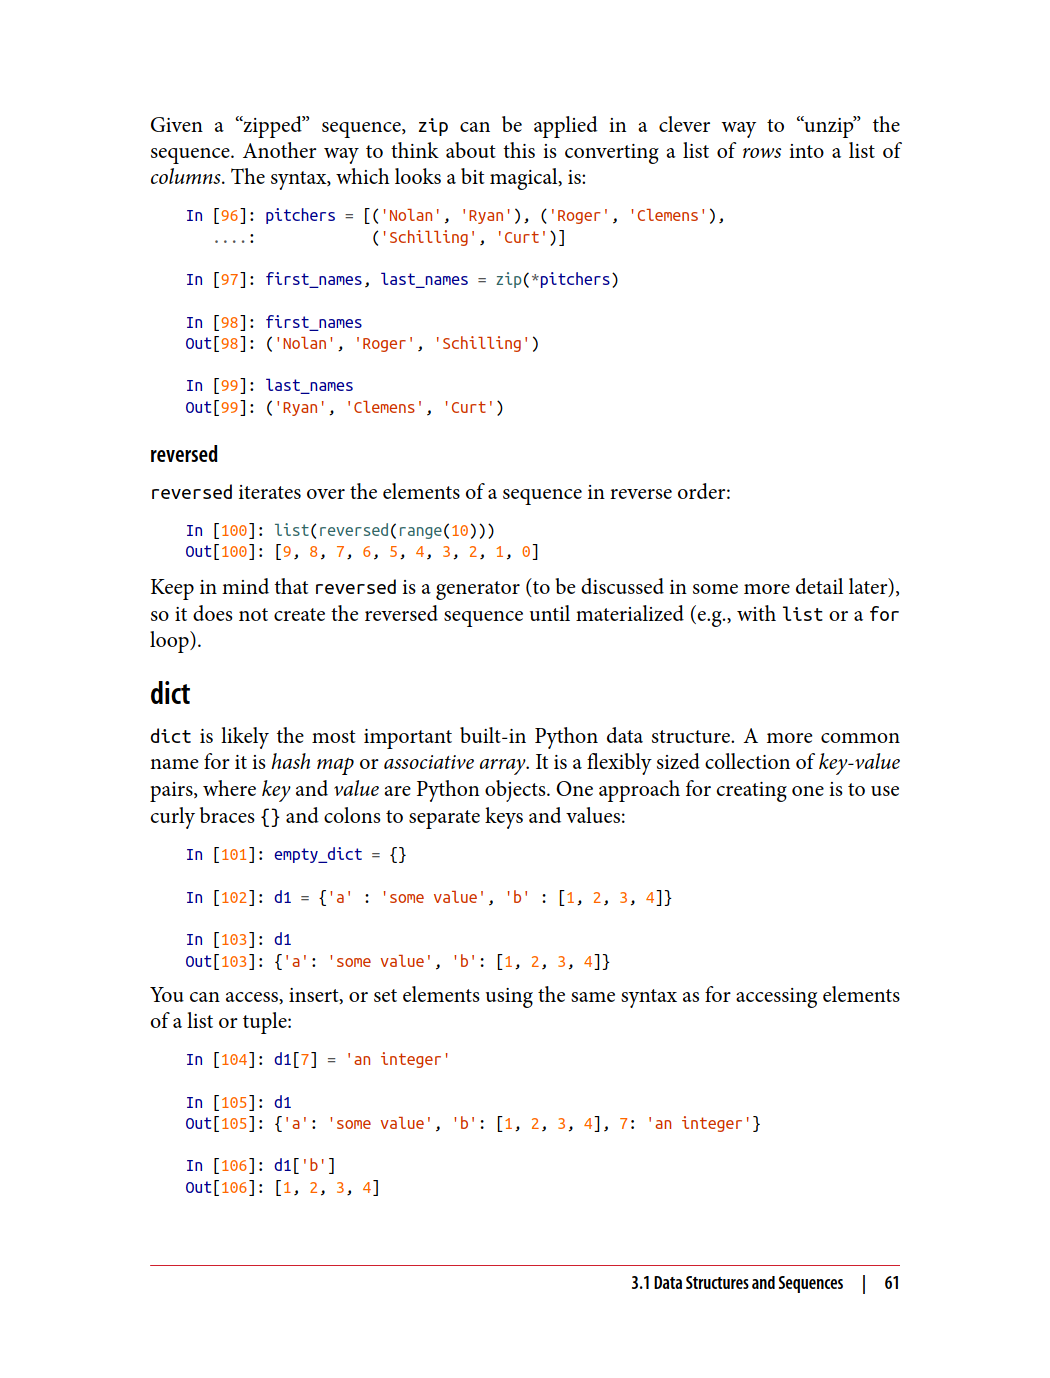 Given a “zipped” sequence, zip can be applied in a clever way to “unzip” the
sequence. Another way to think about this is converting a list of rows into a list of
columns. The syntax, which looks a bit magical, is:
In [96]: pitchers = [('Nolan', 'Ryan'), ('Roger', 'Clemens'),
....: ('Schilling', 'Curt')]
In [97]: first_names, last_names = zip(*pitchers)
In [98]: first_names
Out[98]: ('Nolan', 'Roger', 'Schilling')
In [99]: last_names
Out[99]: ('Ryan', 'Clemens', 'Curt')
reversed
reversed iterates over the elements of a sequence in reverse order:
In [100]: list(reversed(range(10)))
Out[100]: [9, 8, 7, 6, 5, 4, 3, 2, 1, 0]
Keep in mind that reversed is a generator (to be discussed in some more detail later),
so it does not create the reversed sequence until materialized (e.g., with list or a for
loop).
dict
dict is likely the most important built-in Python data structure. A more common
name for it is hash map or associative array. It is a flexibly sized collection of key-value
pairs, where key and value are Python objects. One approach for creating one is to use
curly braces {} and colons to separate keys and values:
In [101]: empty_dict = {}
In [102]: d1 = {'a' : 'some value', 'b' : [1, 2, 3, 4]}
In [103]: d1
Out[103]: {'a': 'some value', 'b': [1, 2, 3, 4]}
You can access, insert, or set elements using the same syntax as for accessing elements
of a list or tuple:
In [104]: d1[7] = 'an integer'
In [105]: d1
Out[105]: {'a': 'some value', 'b': [1, 2, 3, 4], 7: 'an integer'}
In [106]: d1['b']
Out[106]: [1, 2, 3, 4]
3.1 Data Structures and Sequences | 61